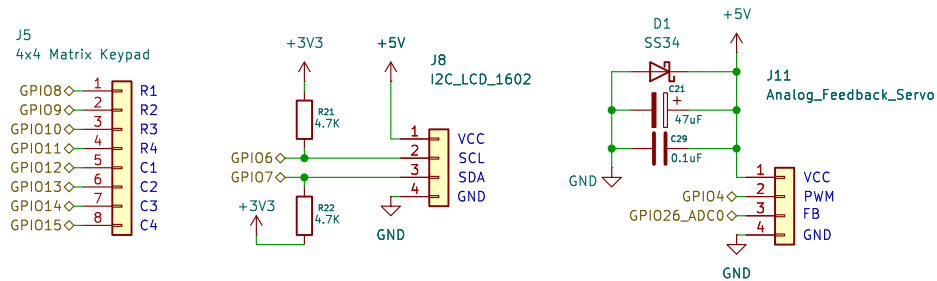 J5
4x4 Matrix Keypad
GPIO8 1 R1
GPIO9 2 R2
GPIO10 3 R3
GPIO11 4 R4
GPIO12 5 C1
GPIO13 6 C2
GPIO14 7 C3
GPIO15 8 C4
+3V3
+5V
J8
I2C_LCD_1602
R21
4.7K
1 VCC
GPIO6 2 SCL
GPIO7 3 SDA
4 GND
+3V3
R22
4.7K
GND
D1
SS34
+5V
J11
Analog_Feedback_Servo
C21
+
47uF
C29
0.1uF
GND
1 VCC
GPIO4 2 PWM
GPIO26_ADC0 3 FB
4 GND
GND